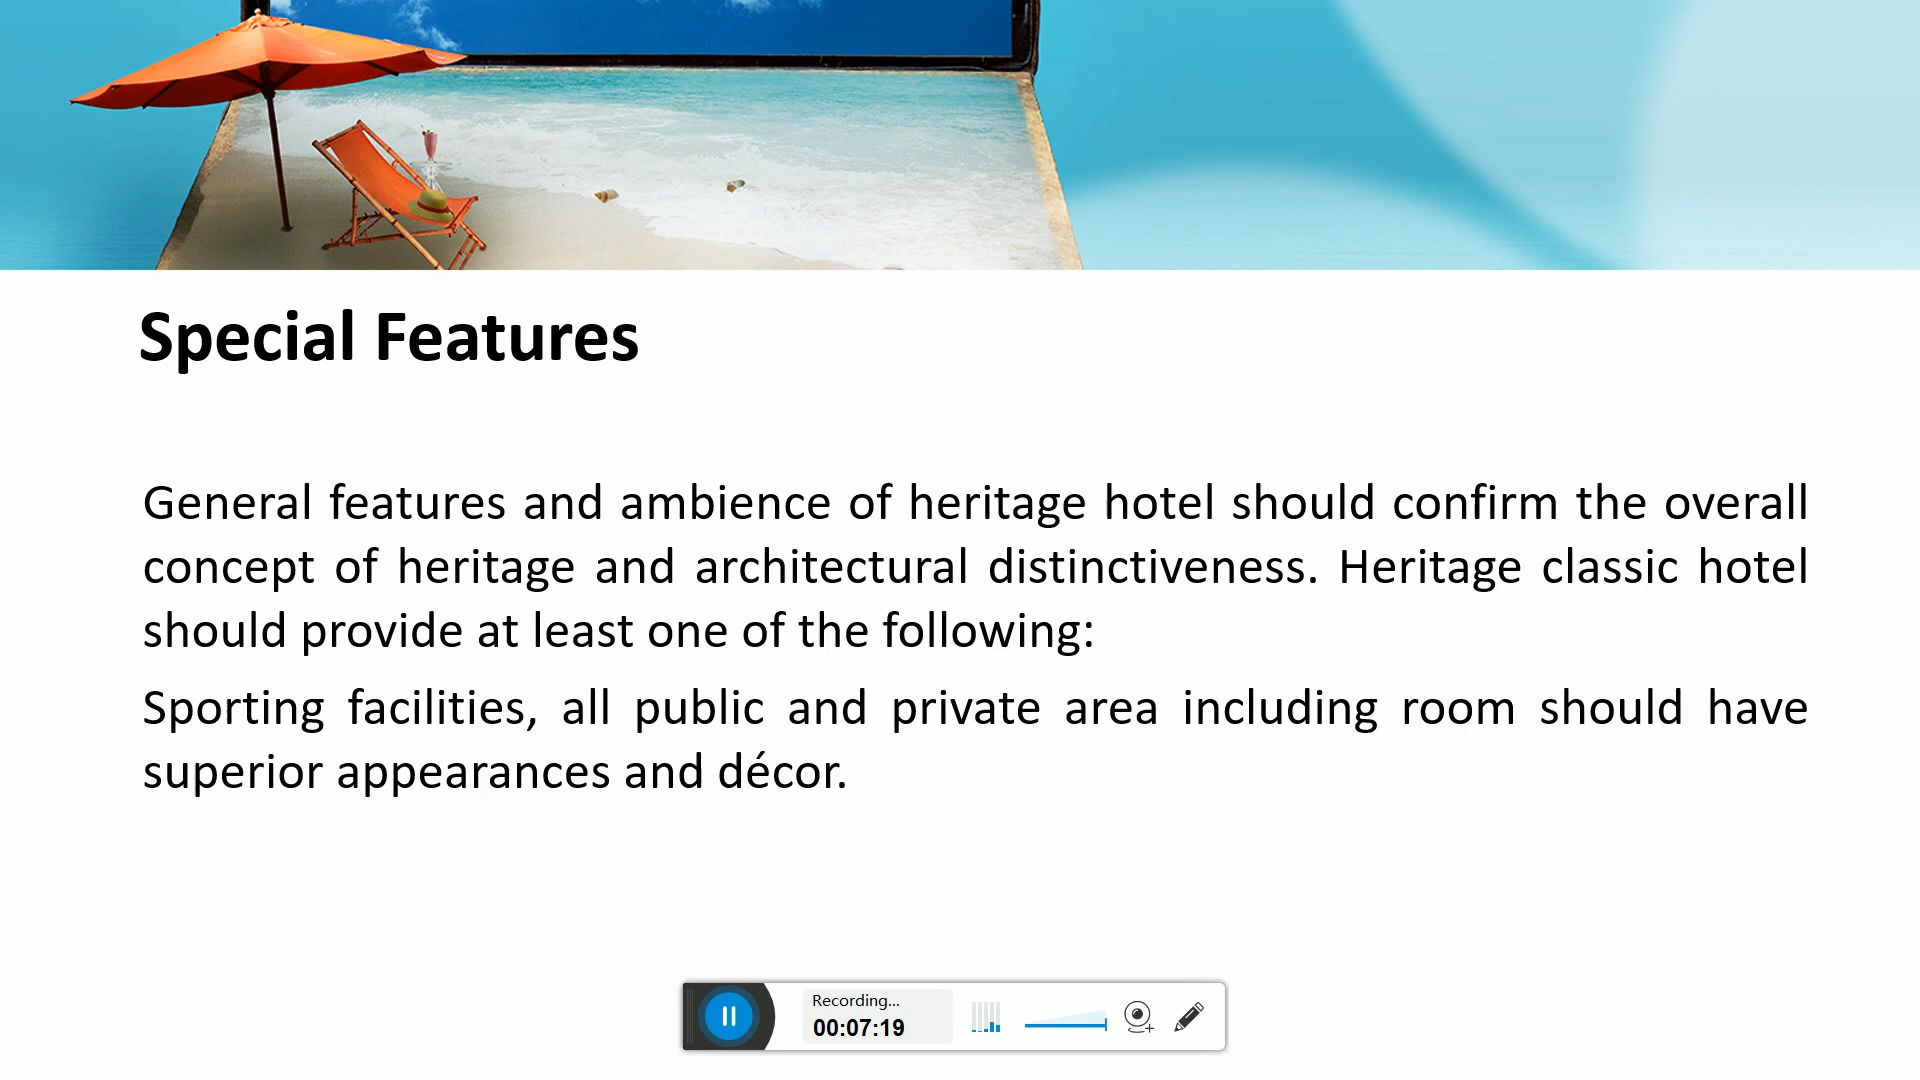 Special Features
General features and ambience of heritage hotel should confirm the overall
concept of heritage and architectural distinctiveness. Heritage classic hotel
should provide at least one of the following:
Sporting facilities, all public and private area including room should have
superior appearances and décor.
Recording...
00:07:19